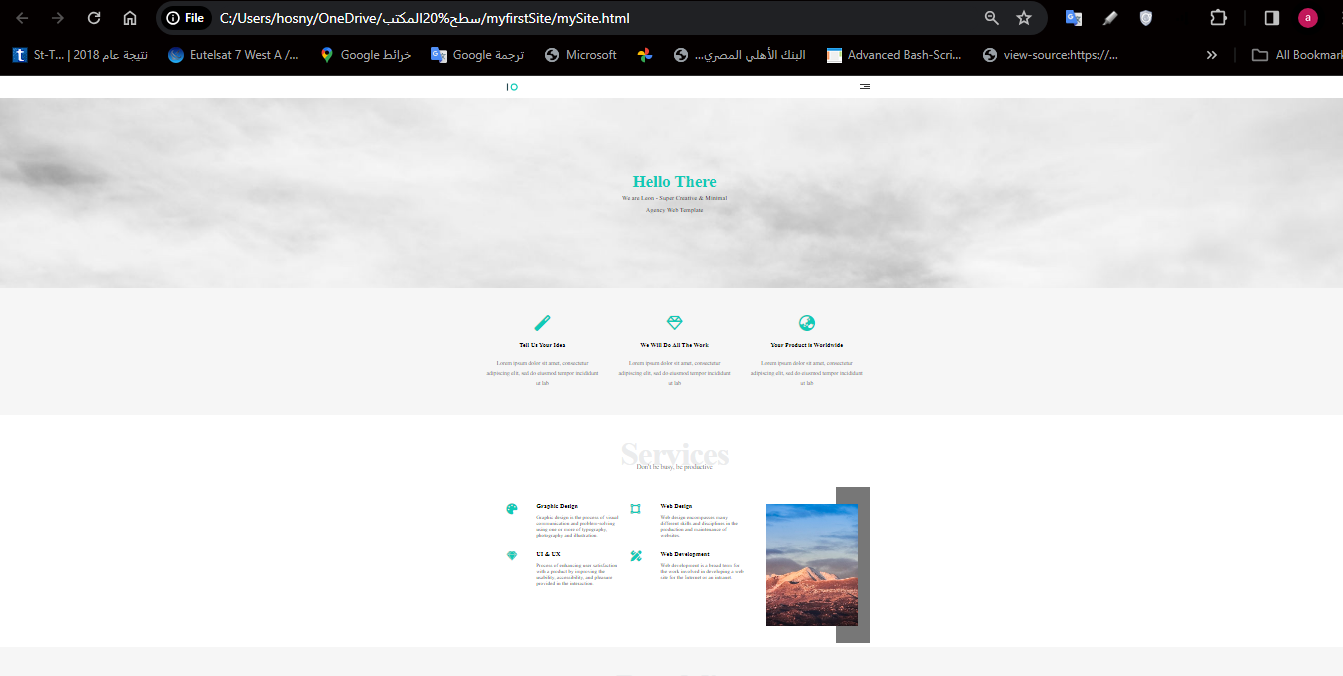 File
C:/Users/hosny/OneDrive/سطح%20المكتب/myfirstSite/mySite.html
a
St-T... | 2018 نتيجة عام
Eutelsat 7 West A /...
خرائط Google
ترجمة Google
Microsoft
البنك الأهلي المصري...
Advanced Bash-Scri...
view-source:https://...
All Bookmar
Hello There
We are Leon - Super Creative & Minimal
Agency Web Template
Tell Us Your Idea
Lorem ipsum dolor sit amet, consectetur
adipiscing elit, sed do eiusmod tempor incididunt
ut lab
We Will Do All The Work
Lorem ipsum dolor sit amet, consectetur
adipiscing elit, sed do eiusmod tempor incididunt
ut lab
Your Product is Worldwide
Lorem ipsum dolor sit amet, consectetur
adipiscing elit, sed do eiusmod tempor incididunt
ut lab
Services
Don't be busy, be productive
Graphic Design
Graphic design is the process of visual
communication and problem-solving
using one or more of typography,
photography and illustration.
Web Design
Web design encompasses many
different skills and disciplines in the
production and maintenance of
websites.
UI & UX
Process of enhancing user satisfaction
with a product by improving the
usability, accessibility, and pleasure
provided in the interaction.
Web Development
Web development is a broad term for
the work involved in developing a web
site for the Internet or an intranet